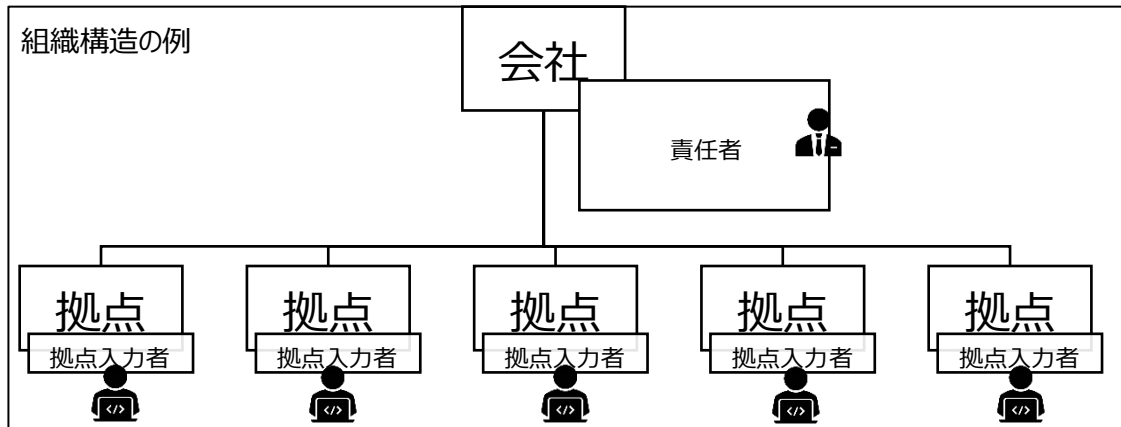 組織構造の例
会社
責任者
拠点
拠点
拠点
拠点
拠点
拠点入力者
拠点入力者
拠点入力者
拠点入力者
拠点入力者
</>
</>
</>
</>
</>